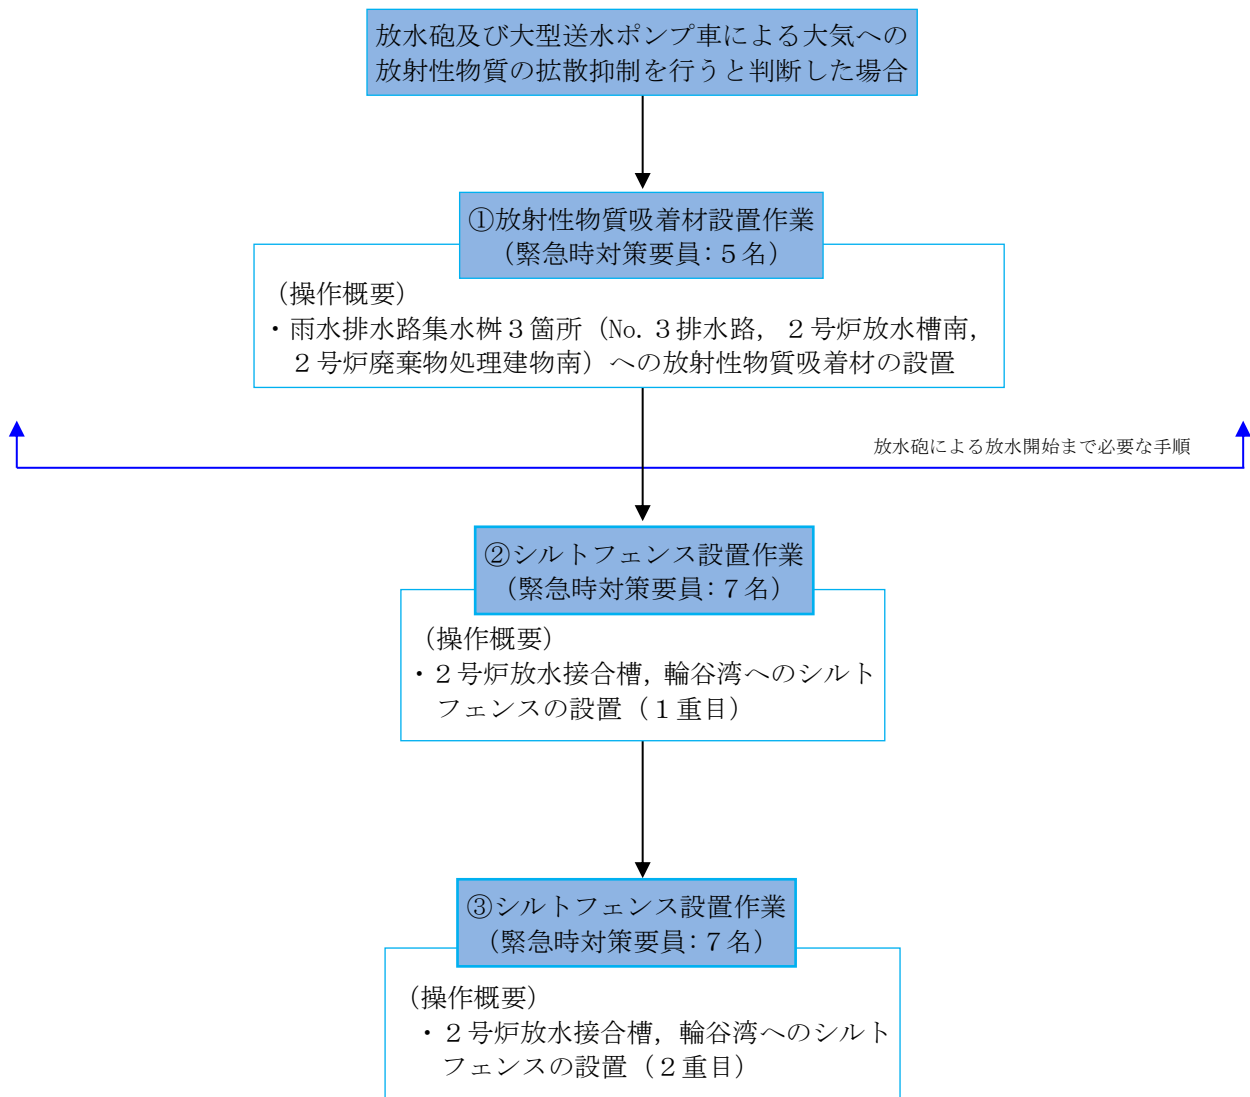 放水砲及び大型送水ポンプ車による大気への
放射性物質の拡散抑制を行うと判断した場合
①放射性物質吸着材設置作業
（緊急時対策要員：５名）
（操作概要）
・雨水排水路集水桝３箇所（No.３排水路，２号炉放水槽南，
２号炉廃棄物処理建物南）への放射性物質吸着材の設置
放水砲による放水開始まで必要な手順
②シルトフェンス設置作業
（緊急時対策要員：７名）
（操作概要）
・２号炉放水接合槽，輪谷湾へのシルト
フェンスの設置（１重目）
③シルトフェンス設置作業
（緊急時対策要員：７名）
（操作概要）
・２号炉放水接合槽，輪谷湾へのシルト
フェンスの設置（２重目）